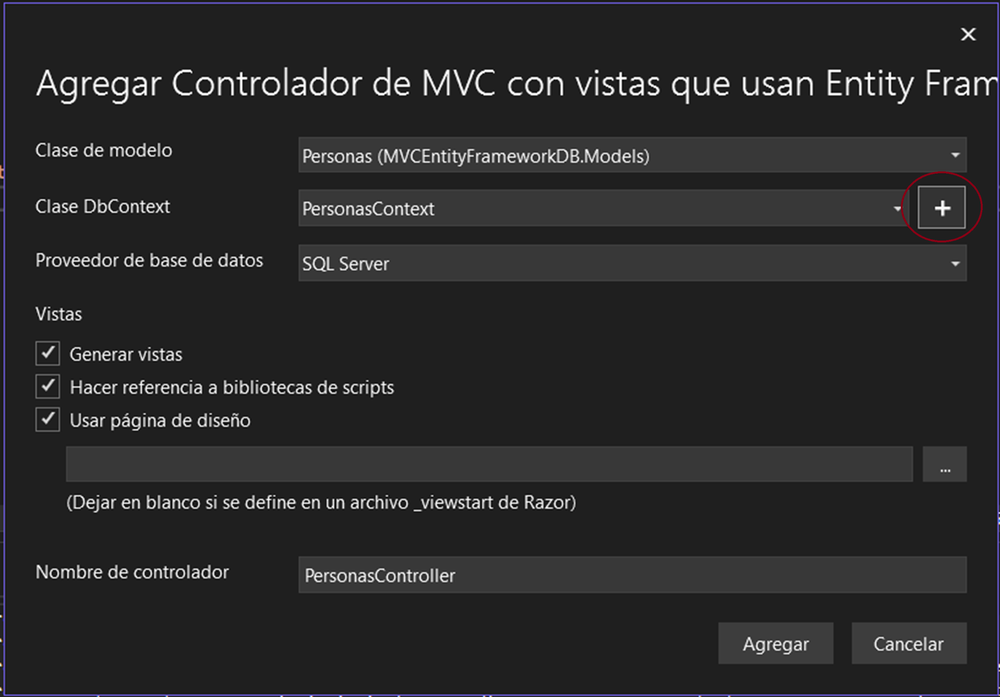 Agregar Controlador de MVC con vistas que usan Entity Fram
Clase de modelo
Personas (MVCEntityFrameworkDB.Models)
Clase DbContext
PersonasContext
+
Proveedor de base de datos
SQL Server
Vistas
Generar vistas
Hacer referencia a bibliotecas de scripts
Usar página de diseño
...
(Dejar en blanco si se define en un archivo _viewstart de Razor)
Nombre de controlador
PersonasController
Agregar
Cancelar